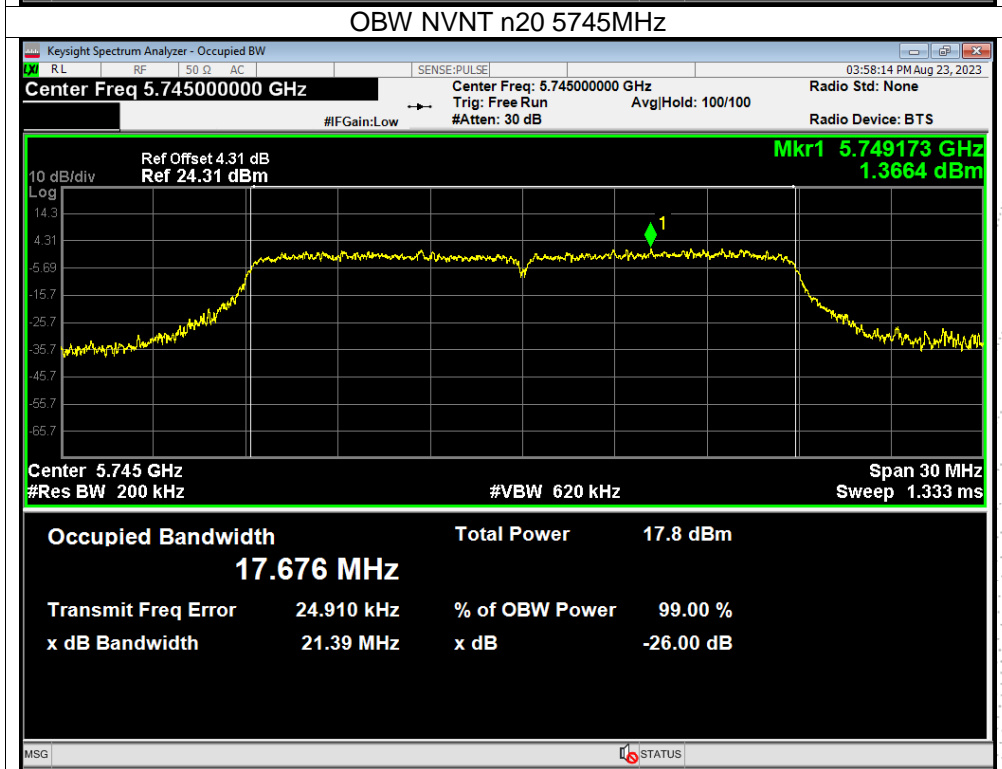 OBW NVNT n20 5745MHz
Keysight Spectrum Analyzer - Occupied BW
LXI RL RF 50 Ω AC SENSE:PULSE 03:58:14 PM Aug 23, 2023
Center Freq 5.745000000 GHz Center Freq: 5.745000000 GHz Radio Std: None
Trig: Free Run Avg|Hold: 100/100
#IFGain:Low #Atten: 30 dB Radio Device: BTS
Mkr1 5.749173 GHz
1.3664 dBm
Ref Offset 4.31 dB
10 dB/div Ref 24.31 dBm
Log
14.3
1
4.31
-5.69
-15.7
-25.7
-35.7
-45.7
-55.7
-65.7
Center 5.745 GHz Span 30 MHz
#Res BW 200 kHz #VBW 620 kHz Sweep 1.333 ms
Occupied Bandwidth Total Power 17.8 dBm
17.676 MHz
Transmit Freq Error 24.910 kHz % of OBW Power 99.00 %
x dB Bandwidth 21.39 MHz x dB -26.00 dB
MSG STATUS